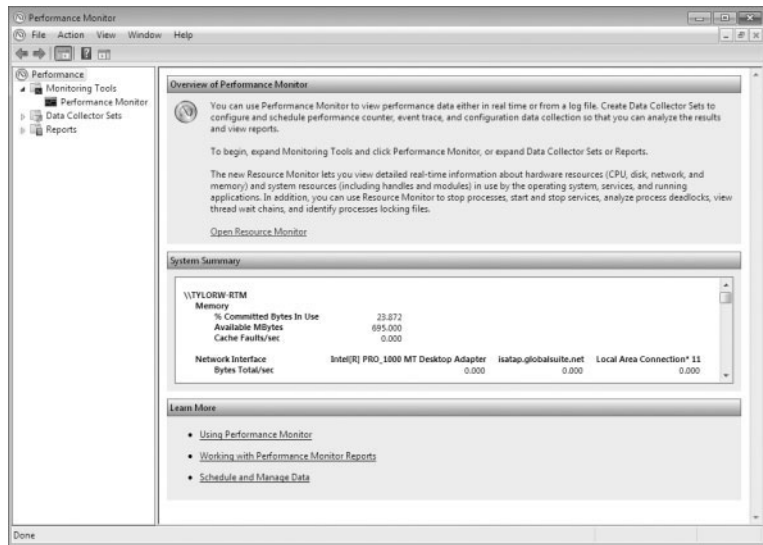 Performance Monitor
File Action View Window Help
Performance
Monitoring Tools
Performance Monitor
Data Collector Sets
Reports
Overview of Performance Monitor
You can use Performance Monitor to view performance data either in real time or from a log file. Create Data Collector Sets to
configure and schedule performance counter, event trace, and configuration data collection so that you can analyze the results
and view reports.
To begin, expand Monitoring Tools and click Performance Monitor, or expand Data Collector Sets or Reports.
The new Resource Monitor lets you view detailed real-time information about hardware resources (CPU, disk, network, and
memory) and system resources (including handles and modules) in use by the operating system, services, and running
applications. In addition, you can use Resource Monitor to stop processes, start and stop services, analyze process deadlocks, view
thread wait chains, and identify processes locking files.
Open Resource Monitor
System Summary
\\TYLORW-RTM
Memory
% Committed Bytes In Use 23.872
Available MBytes 695.000
Cache Faults/sec 0.000
Network Interface Intel[R] PRO_1000 MT Desktop Adapter isatap.globalsuite.net Local Area Connection* 11
Bytes Total/sec 0.000 0.000 0.000
Learn More
Using Performance Monitor
Working with Performance Monitor Reports
Schedule and Manage Data
Done